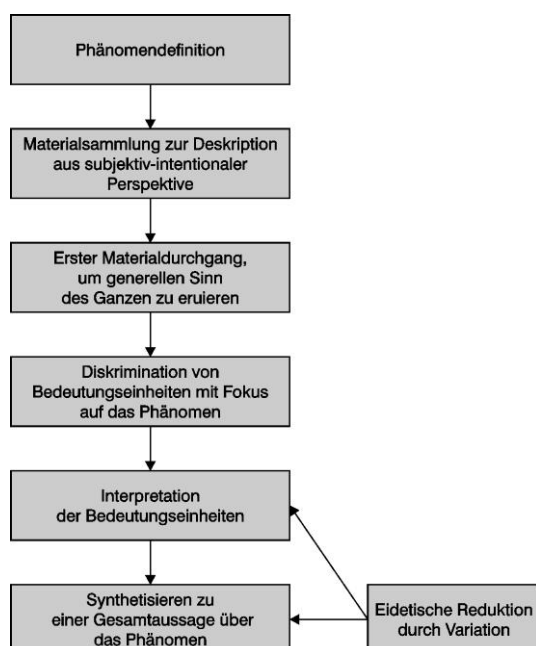 Phänomendefinition
Materialsammlung zur Deskription
aus subjektiv-intentionaler
Perspektive
Erster Materialdurchgang,
um generellen Sinn
des Ganzen zu eruieren
Diskrimination von
Bedeutungseinheiten mit Fokus
auf das Phänomen
Interpretation
der Bedeutungseinheiten
Synthetisieren zu
einer Gesamtaussage über
das Phänomen
Eidetische Reduktion
durch Variation